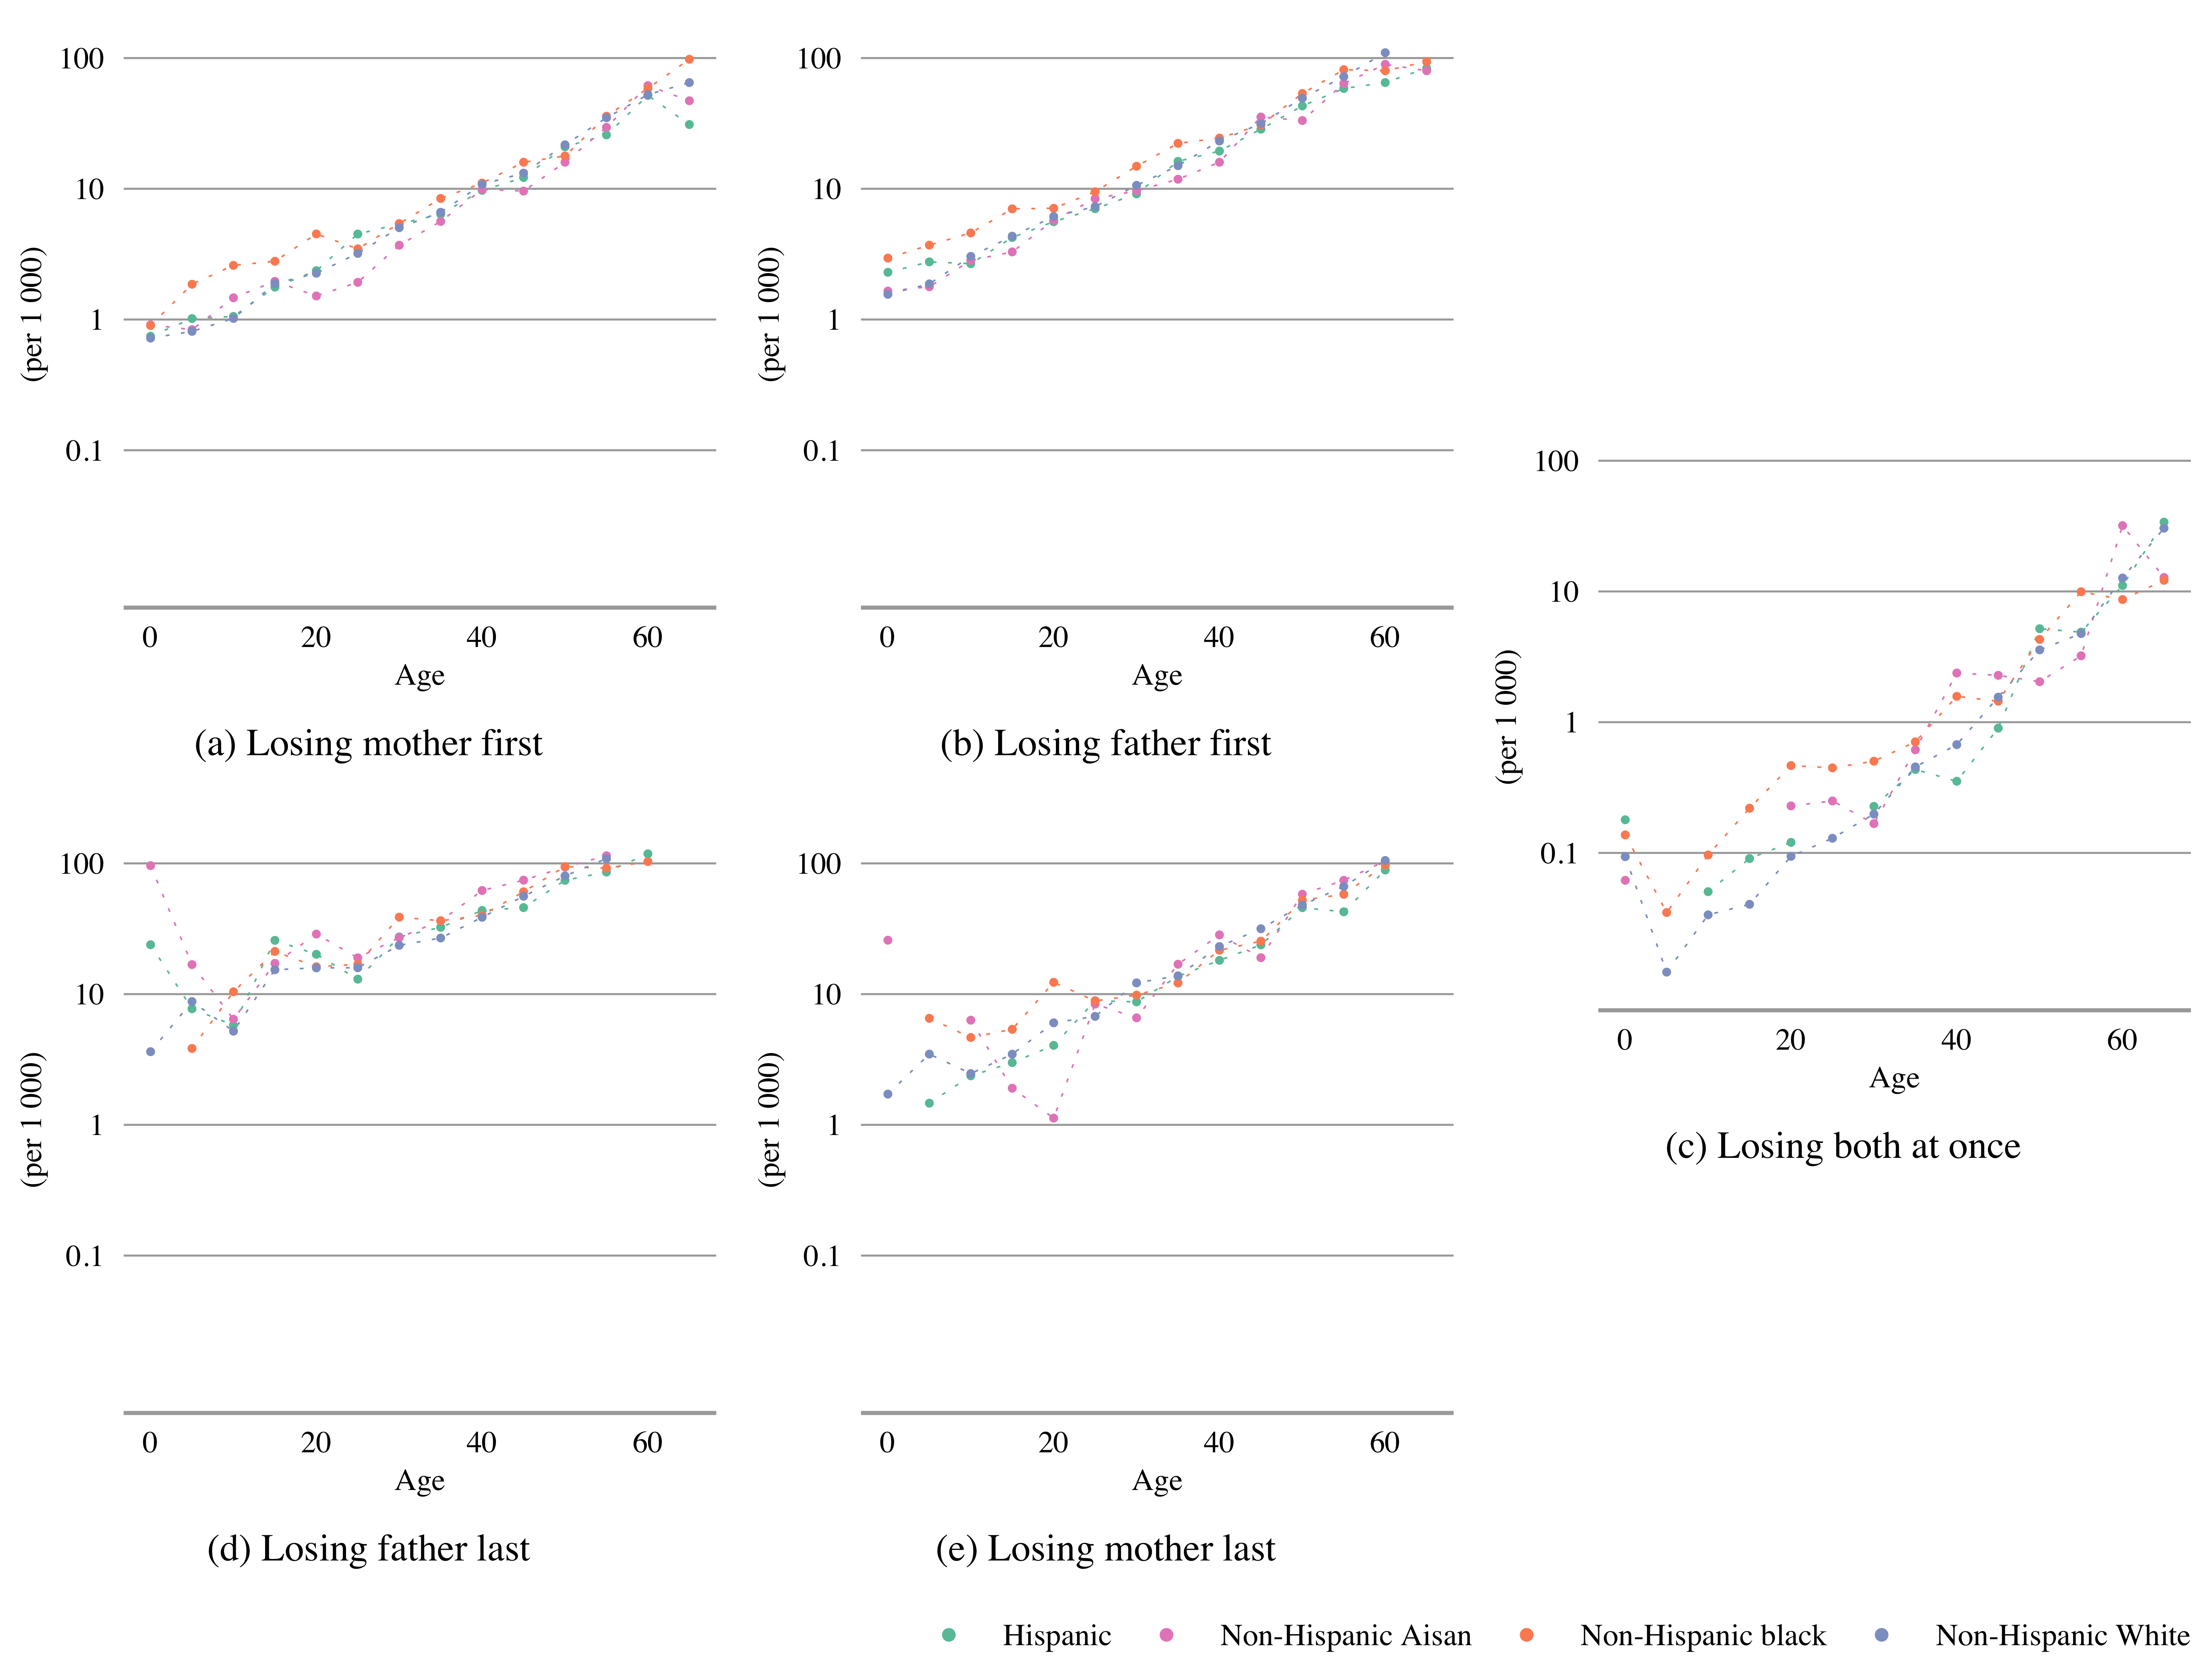 100
10
1
0.1
(per 1 000)
0 20 40 60
Age
(a) Losing mother first
100
10
1
0.1
(per 1 000)
0 20 40 60
Age
(b) Losing father first
100
10
1
0.1
(per 1 000)
0 20 40 60
Age
(c) Losing both at once
100
10
1
0.1
(per 1 000)
0 20 40 60
Age
(d) Losing father last
100
10
1
0.1
(per 1 000)
0 20 40 60
Age
(e) Losing mother last
Hispanic Non-Hispanic Aisan Non-Hispanic black Non-Hispanic White